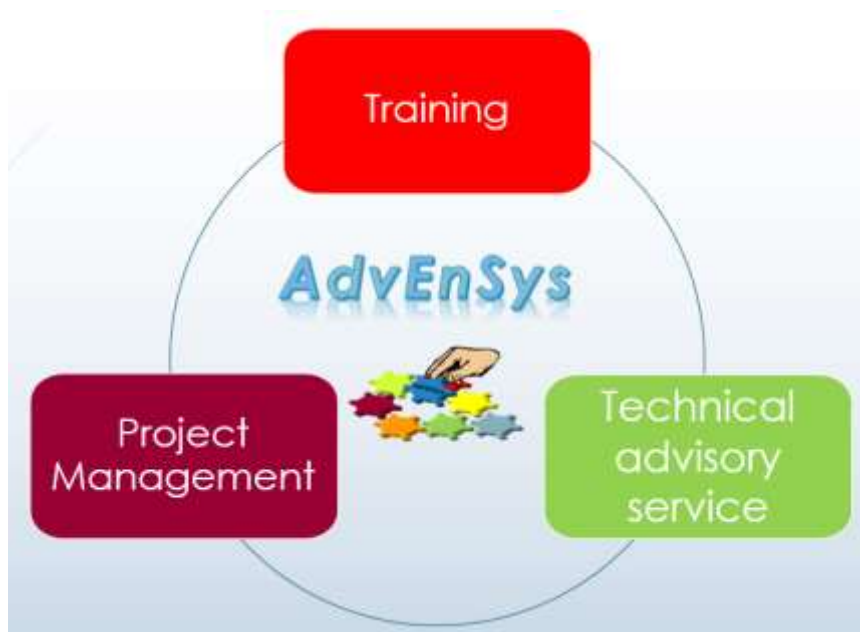 Training
AdvEnSys
Project
Management
Technical
advisory
service